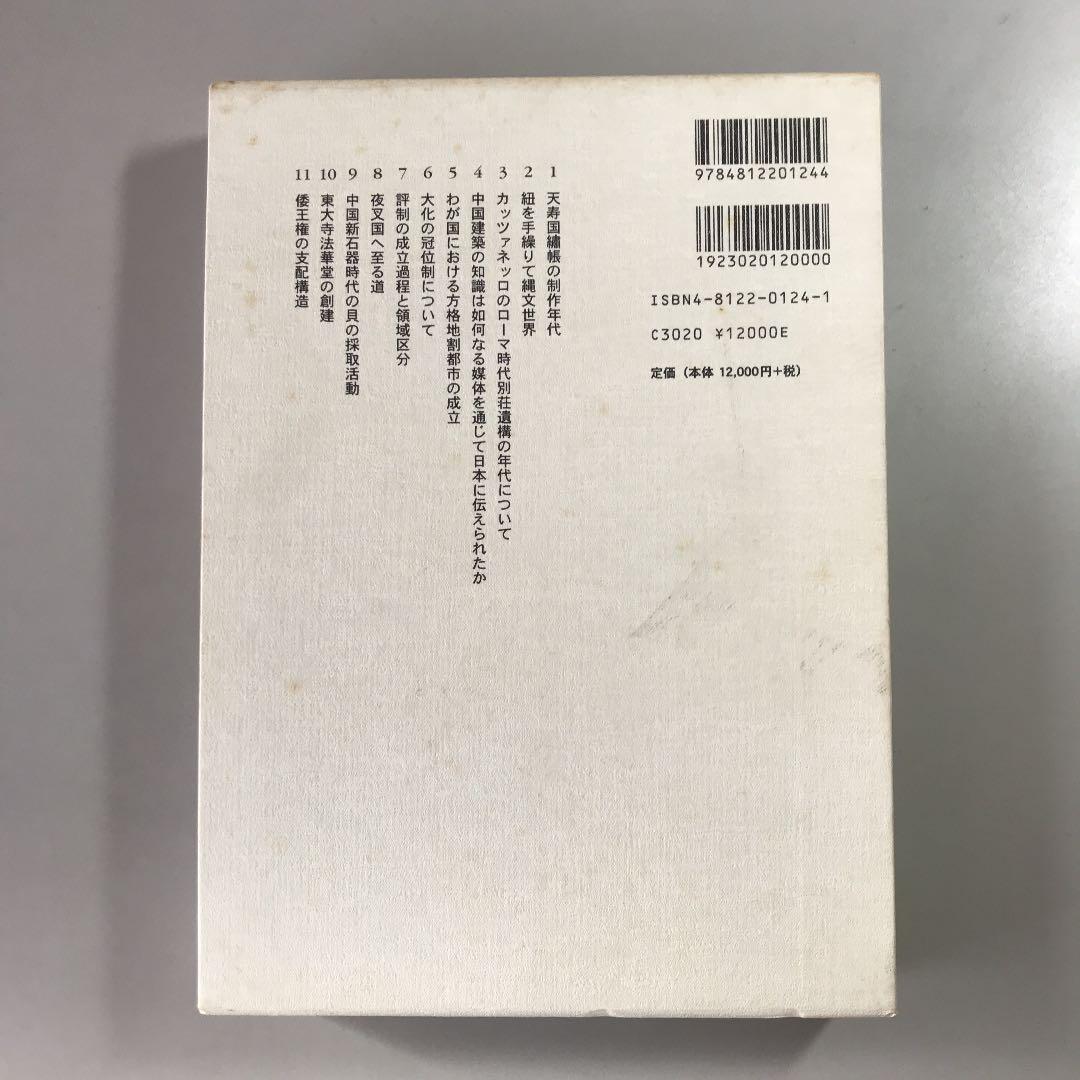 9784812201244
1923020120000
ISBN4-8122-0124-1
C3020 ¥12000E
定価（本体 12,000円+税）
1 天寿国繡帳の制作年代
2 紐を手繰りて縄文世界
3 カッツァネッロのローマ時代別荘遺構の年代について
4 中国建築の知識は如何なる媒体を通じて日本に伝えられたか
5 わが国における方格地割都市の成立
6 大化の冠位制について
7 評制の成立過程と領域区分
8 夜叉国へ至る道
9 中国新石器時代の貝の採取活動
10 東大寺法華堂の創建
11 倭王権の支配構造